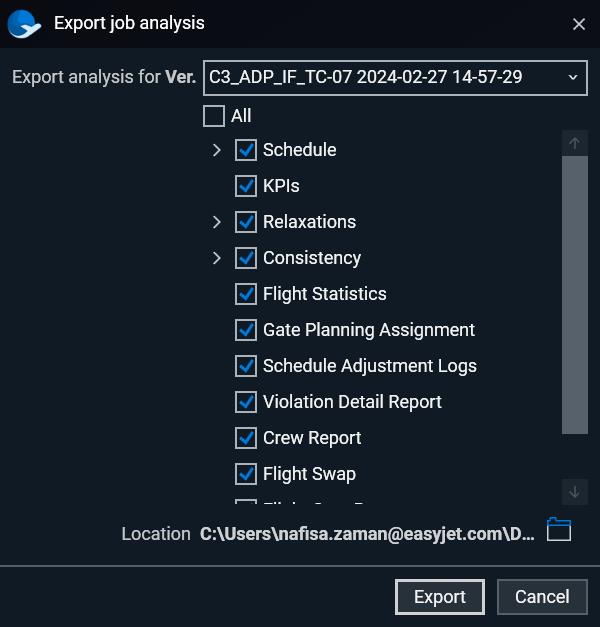 Export job analysis
Export analysis for Ver. C3_ADP_IF_TC-07 2024-02-27 14-57-29
All
Schedule
KPIs
Relaxations
Consistency
Flight Statistics
Gate Planning Assignment
Schedule Adjustment Logs
Violation Detail Report
Crew Report
Flight Swap
Location C:\Users\nafisa.zaman@easyjet.com\D...
Export Cancel